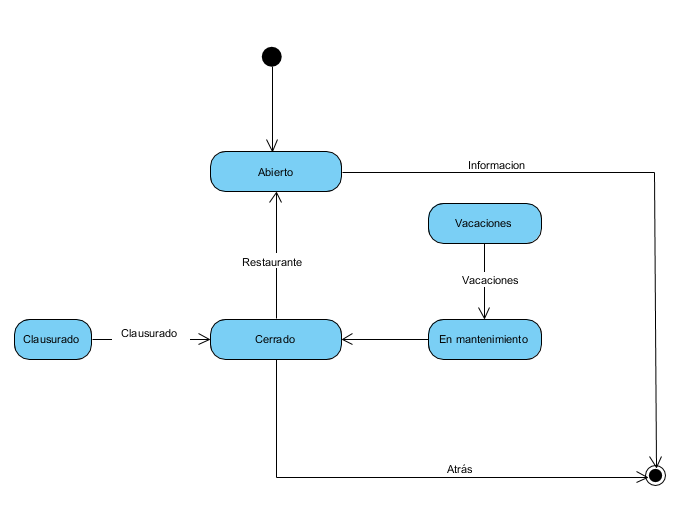 Abierto
Informacion
Vacaciones
Restaurante
Vacaciones
Clausurado
Clausurado
Cerrado
En mantenimiento
Atrás